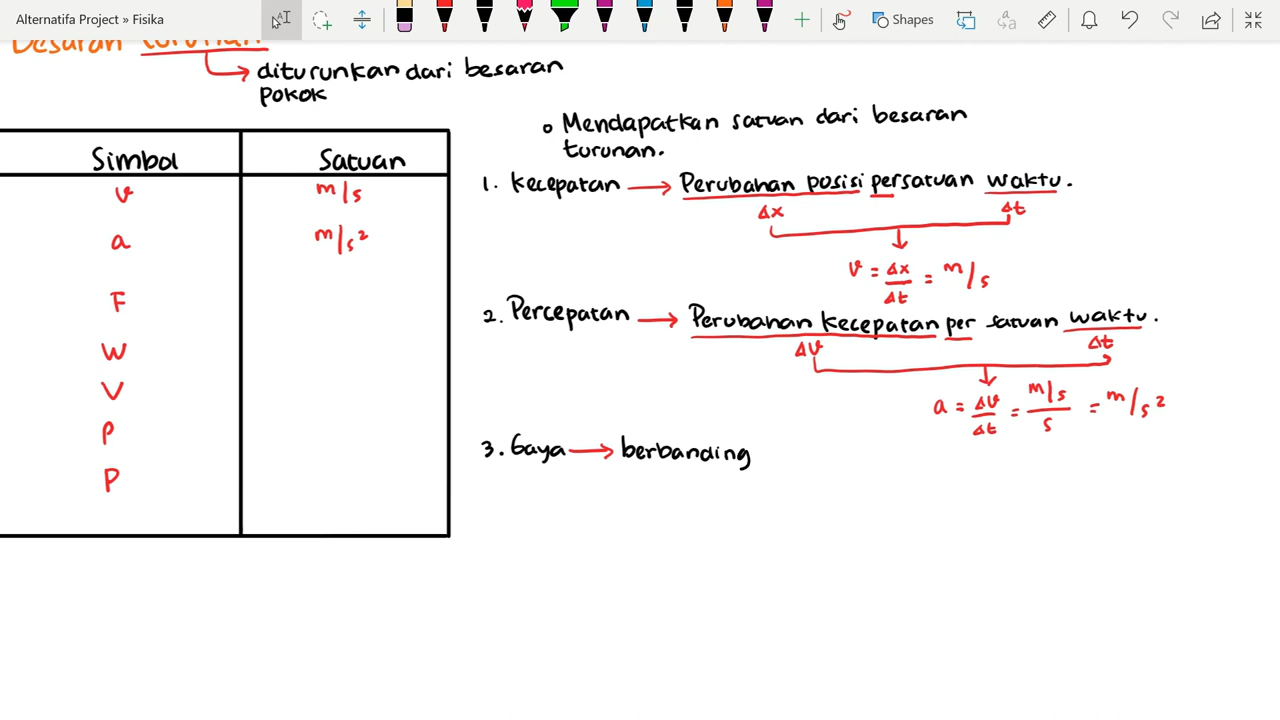 Alternatifa Project » Fisika
Shapes
Besaran turunan
diturunkan dari besaran
pokok
Simbol Satuan
v m/s
a m/s²
F
W
V
P
P
Mendapatkan satuan dari besaran
turunan.
1. Kecepatan → Perubahan posisi persatuan waktu.
Δx Δt
v = Δx/Δt = m/s
2. Percepatan → Perubahan kecepatan per satuan waktu.
Δv Δt
a = Δv/Δt = m/s/s = m/s²
3. Gaya → berbanding